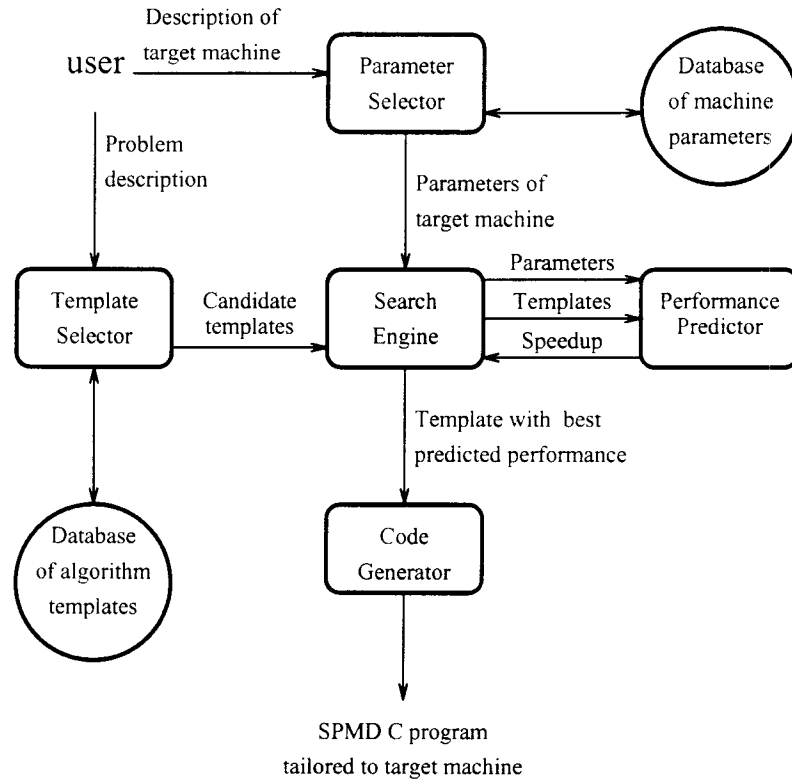 Description of
target machine
user
Parameter
Selector
Database
of machine
parameters
Problem
description
Parameters of
target machine
Template
Selector
Candidate
templates
Search
Engine
Parameters
Templates
Speedup
Performance
Predictor
Template with best
predicted performance
Database
of algorithm
templates
Code
Generator
SPMD C program
tailored to target machine